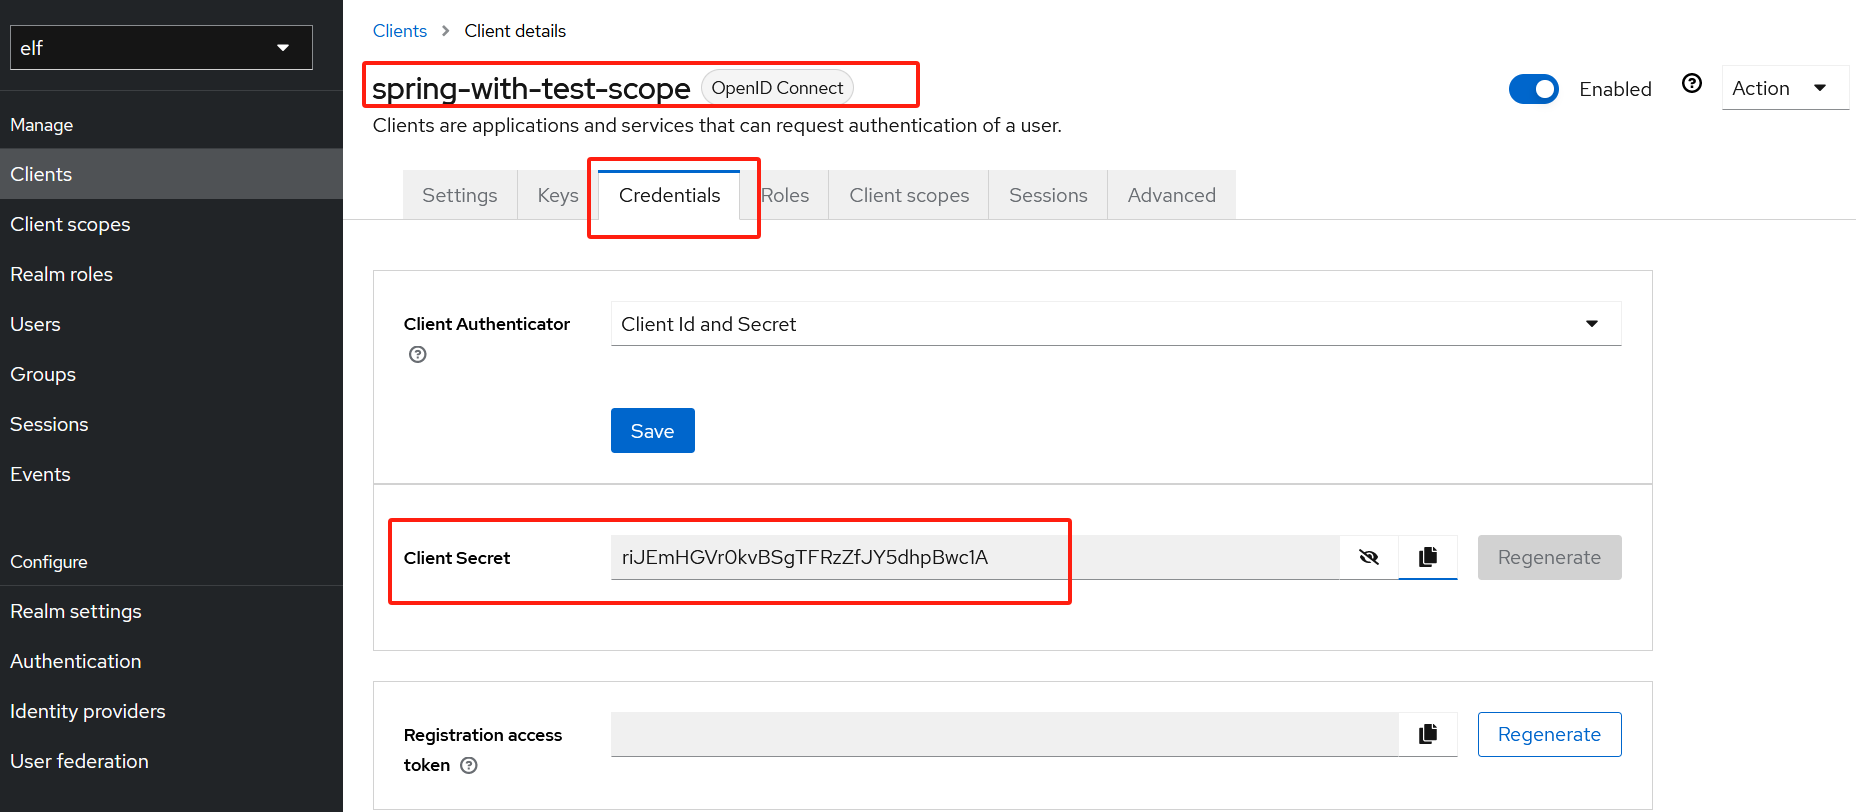 elf
Manage
Clients
Client scopes
Realm roles
Users
Groups
Sessions
Events
Configure
Realm settings
Authentication
Identity providers
User federation
Clients > Client details
spring-with-test-scope OpenID Connect
Enabled
Action
Clients are applications and services that can request authentication of a user.
Settings Keys Credentials Roles Client scopes Sessions Advanced
Client Authenticator Client Id and Secret
Save
Client Secret riJEmHGVr0kvBSgTFRzZfJY5dhpBwc1A Regenerate
Registration access
token
Regenerate